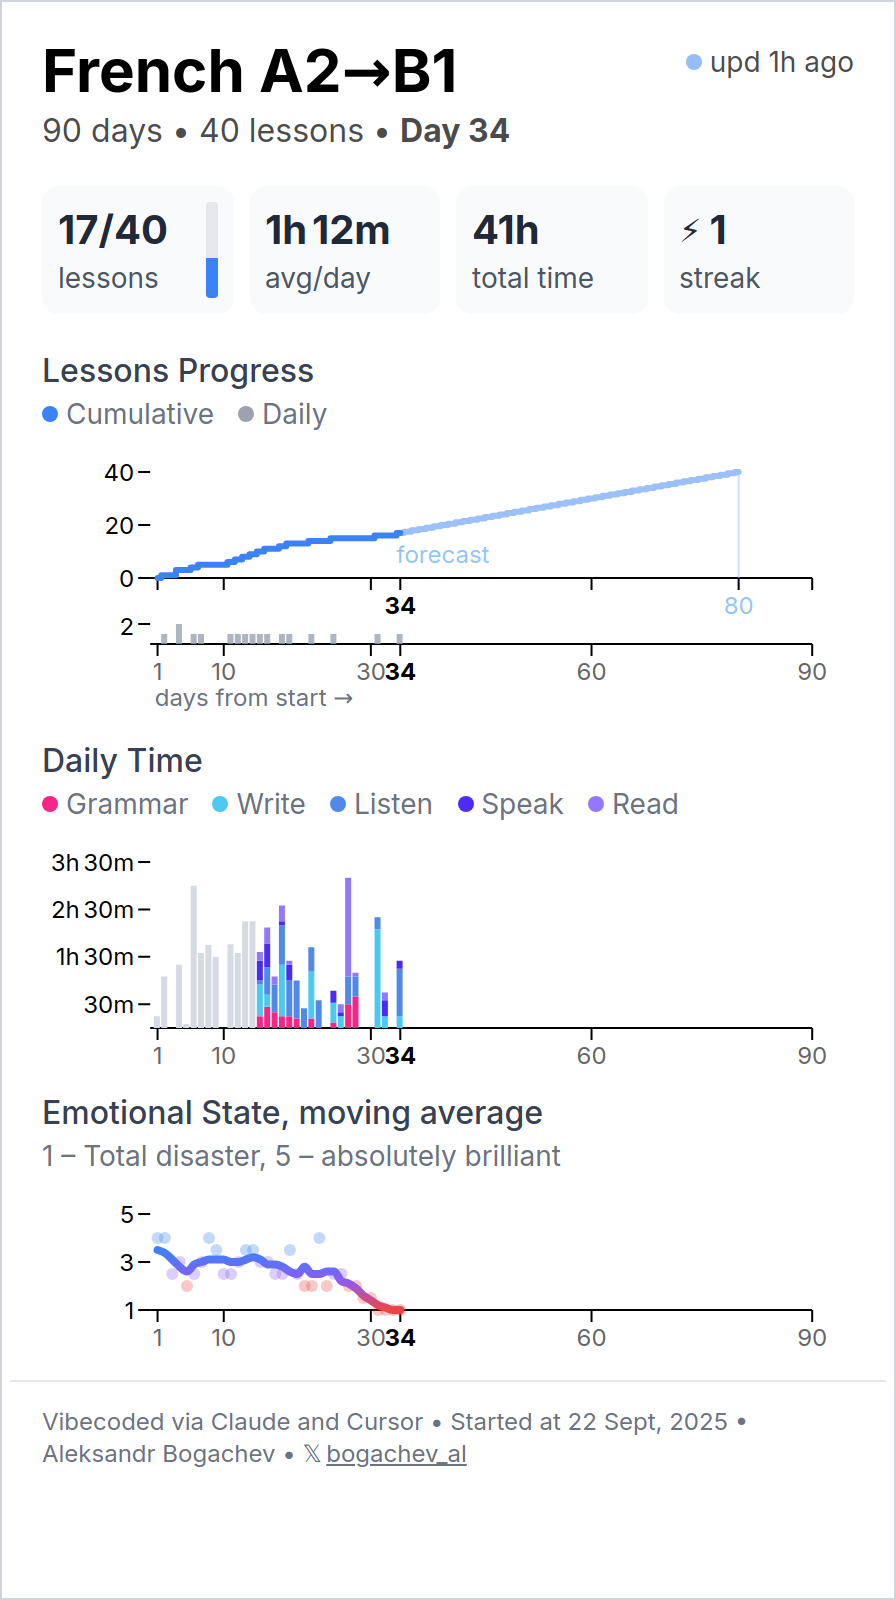 French A2→B1
upd 1h ago
90 days • 40 lessons • Day 34
17/40
lessons
1h 12m
avg/day
41h
total time
⚡ 1
streak
Lessons Progress
Cumulative
Daily
40
20
0
forecast
34
80
2
1
10
30
34
60
90
days from start →
Daily Time
Grammar
Write
Listen
Speak
Read
3h 30m
2h 30m
1h 30m
30m
1
10
30
34
60
90
Emotional State, moving average
1 – Total disaster, 5 – absolutely brilliant
5
3
1
1
10
30
34
60
90
Vibecoded via Claude and Cursor • Started at 22 Sept, 2025 •
Aleksandr Bogachev • 𝕏 bogachev_al